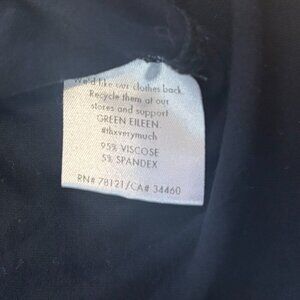 We'd like our clothes back.
Recycle them at our
stores and support
GREEN EILEEN.
#thxverymuch
95% VISCOSE
5% SPANDEX
RN# 78121/CA# 34460